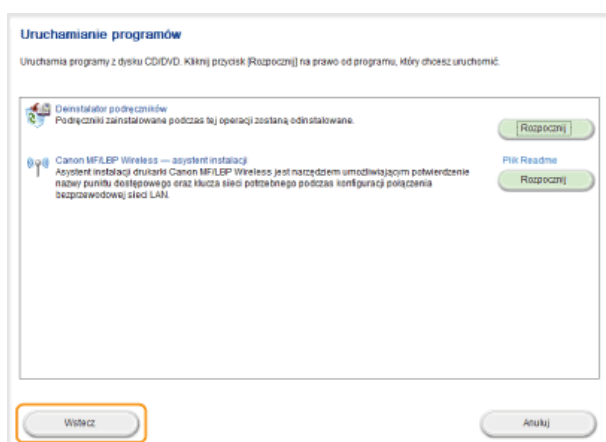 Uruchamianie programów
Uruchamia programy z dysku CD/DVD. Kliknij przycisk [Rozpocznij] na prawo od programu, który chcesz uruchomić.
Deinstalator podręczników
Podręczniki zainstalowane podczas tej operacji zostaną odinstalowane.
Rozpocznij
Canon MF/LBP Wireless — asystent instalacji
Plik Readme
Asystent instalacji drukarki Canon MF/LBP Wireless jest narzędziem umożliwiającym potwierdzenie
nazwy punktu dostępowego oraz klucza sieci potrzebnego podczas konfiguracji połączenia
bezprzewodowej sieci LAN.
Rozpocznij
Wstecz
Anuluj